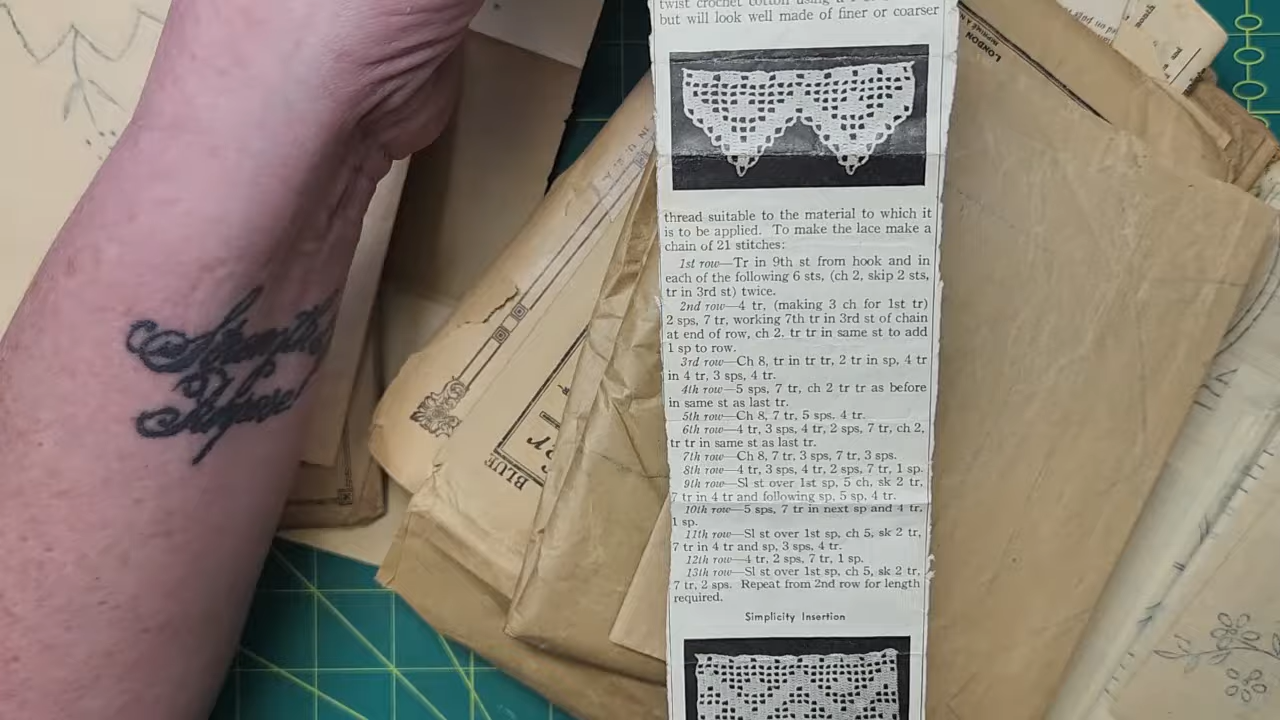 twist crochet cotton using a
but will look well made of finer or coarser
thread suitable to the material to which it
is to be applied. To make the lace make a
chain of 21 stitches:
1st row—Tr in 9th st from hook and in
each of the following 6 sts, (ch 2, skip 2 sts,
tr in 3rd st) twice.
2nd row—4 tr, (making 3 ch for 1st tr)
2 sps, 7 tr, working 7th tr in 3rd st of chain
at end of row, ch 2. tr tr in same st to add
1 sp to row.
3rd row—Ch 8, tr in tr tr, 2 tr in sp, 4 tr
in 4 tr, 3 sps, 4 tr.
4th row—5 sps, 7 tr, ch 2 tr tr as before
in same st as last tr.
5th row—Ch 8, 7 tr, 5 sps. 4 tr.
6th row—4 tr, 3 sps, 4 tr, 2 sps, 7 tr, ch 2,
tr tr in same st as last tr.
7th row—Ch 8, 7 tr, 3 sps, 7 tr, 3 sps.
8th row—4 tr, 3 sps, 4 tr, 2 sps, 7 tr, 1 sp.
9th row—Sl st over 1st sp, 5 ch, sk 2 tr,
7 tr in 4 tr and following sp, 5 sp, 4 tr.
10th row—5 sps, 7 tr in next sp and 4 tr,
1 sp.
11th row—Sl st over 1st sp, ch 5, sk 2 tr,
7 tr in 4 tr and sp, 3 sps, 4 tr.
12th row—4 tr, 2 sps, 7 tr, 1 sp.
13th row—Sl st over 1st sp, ch 5, sk 2 tr,
7 tr, 2 sps. Repeat from 2nd row for length
required.
Simplicity Insertion
LONDON
BLUE